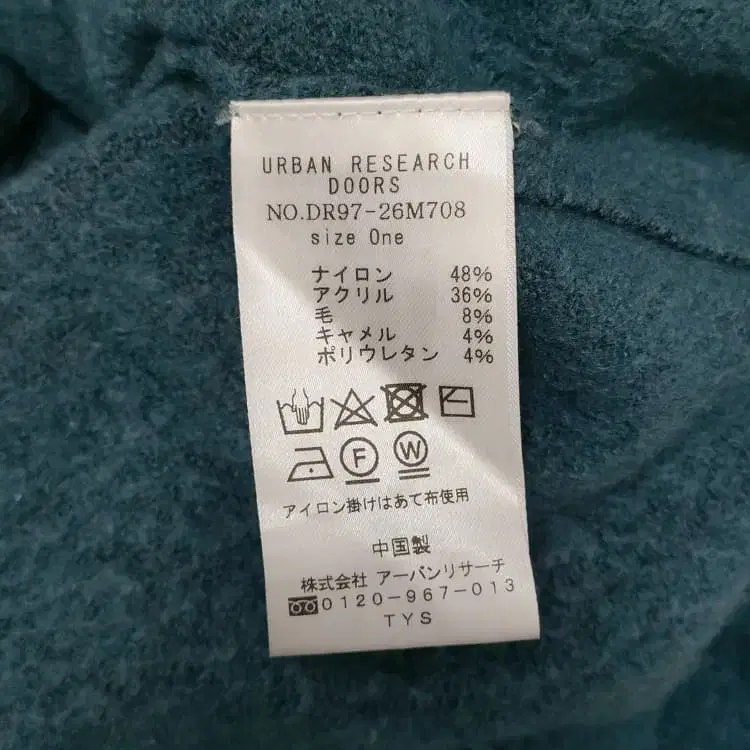 URBAN RESEARCH
DOORS
NO.DR97-26M708
size One
ナイロン 48%
アクリル 36%
毛 8%
キャメル 4%
ポリウレタン 4%
F W
アイロン掛けはあて布使用
中国製
株式会社 アーバンリサーチ
0120-967-013
TYS